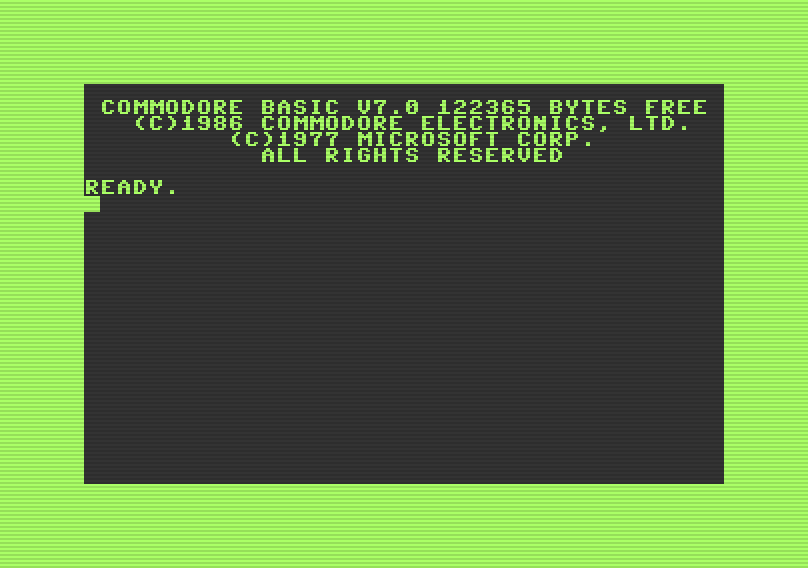 COMMODORE BASIC V7.0 122365 BYTES FREE
(C)1986 COMMODORE ELECTRONICS, LTD.
(C)1977 MICROSOFT CORP.
ALL RIGHTS RESERVED
READY.